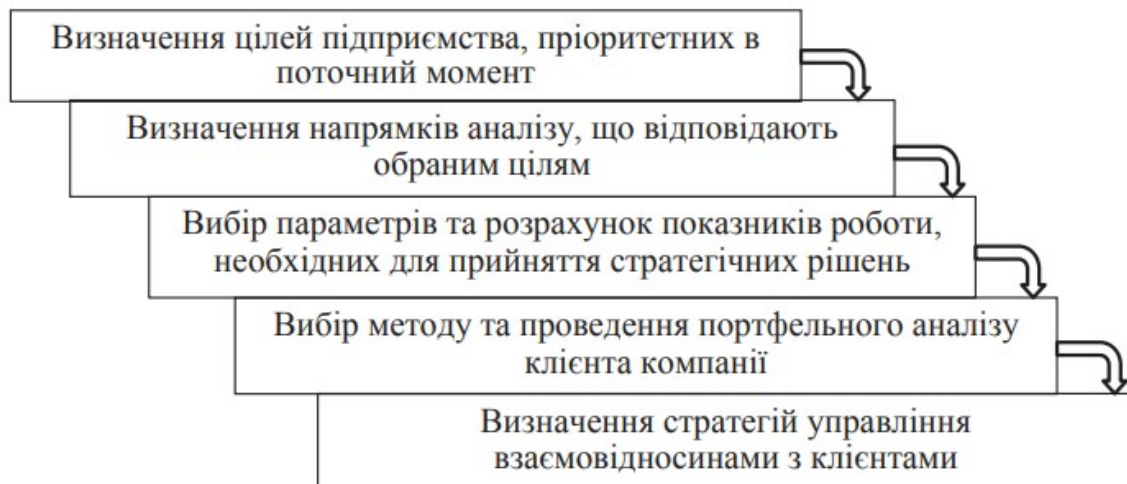 Визначення цілей підприємства, пріоритетних в
поточний момент
Визначення напрямків аналізу, що відповідають
обраним цілям
Вибір параметрів та розрахунок показників роботи,
необхідних для прийняття стратегічних рішень
Вибір методу та проведення портфельного аналізу
клієнта компанії
Визначення стратегій управління
взаємовідносинами з клієнтами